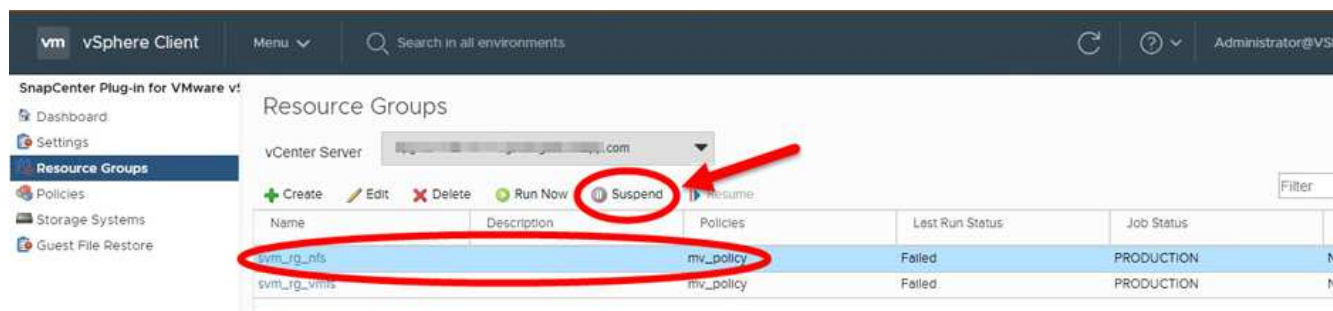 vm vSphere Client Menu Search in all environments Administrator@VS
SnapCenter Plug-in for VMware vS
Dashboard
Settings
Resource Groups
Policies
Storage Systems
Guest File Restore
Resource Groups
vCenter Server .com
Create Edit Delete Run Now Suspend Resume Filter
Name Description Policies Last Run Status Job Status
svm_rg_nfs mv_policy Failed PRODUCTION N
svm_rg_vmfs mv_policy Failed PRODUCTION N